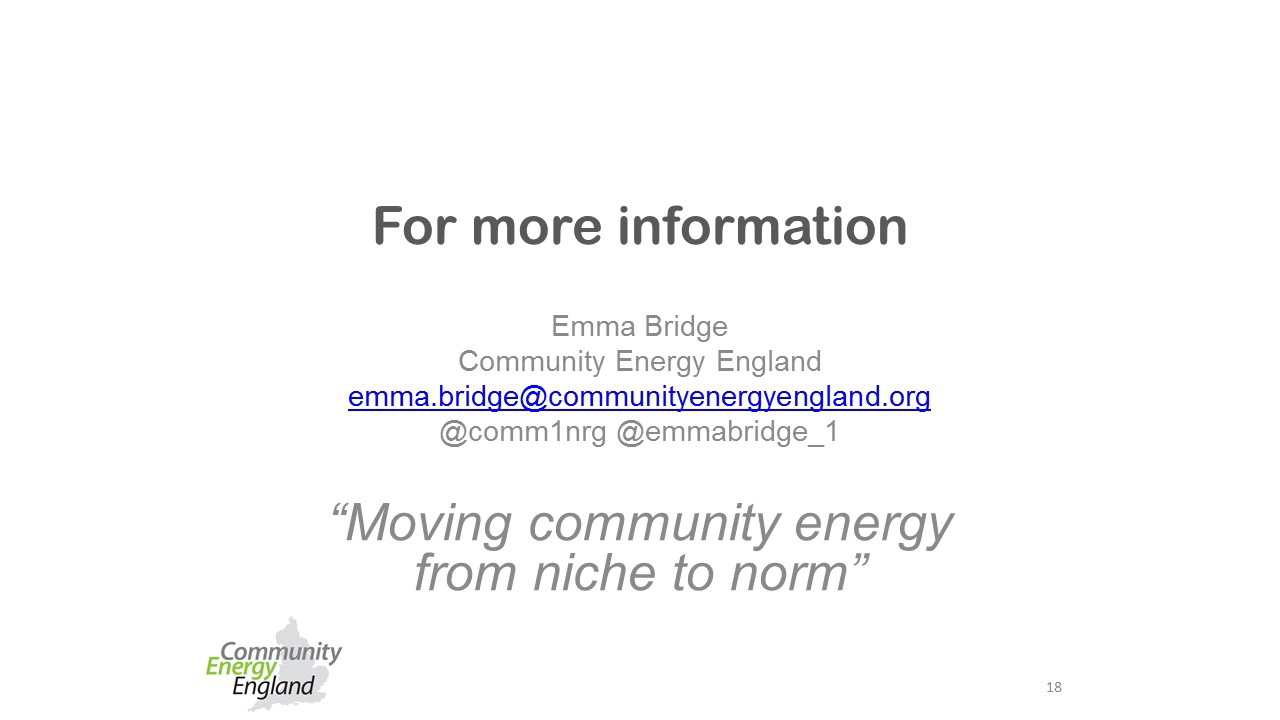 For more information
Emma Bridge
Community Energy England
emma.bridge@communityenergyengland.org
@comm1nrg @emmabridge_1
“Moving community energy
from niche to norm”
Community
Energy
England
18